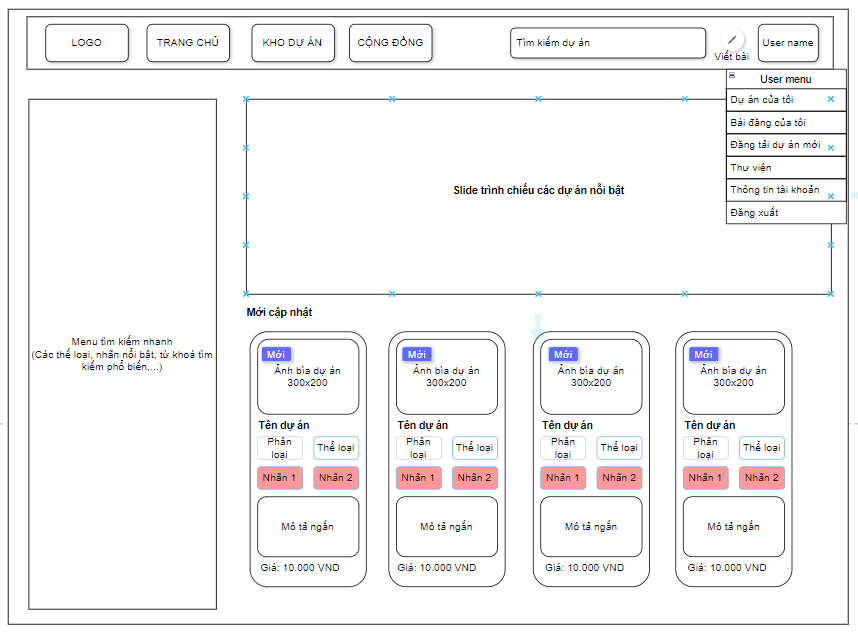 LOGO
TRANG CHỦ
KHO DỰ ÁN
CỘNG ĐỒNG
Tìm kiếm dự án
Viết bài
User name
User menu
Dự án của tôi
Bài đăng của tôi
Đăng tải dự án mới
Thư viện
Thông tin tài khoản
Đăng xuất
Slide trình chiếu các dự án nổi bật
Menu tìm kiếm nhanh
(Các thể loại, nhãn nổi bật, từ khoá tìm
kiếm phổ biến,...)
Mới cập nhật
Mới
Ảnh bìa dự án
300x200
Tên dự án
Phân
loại
Thể loại
Nhãn 1
Nhãn 2
Mô tả ngắn
Giá: 10.000 VND
Mới
Ảnh bìa dự án
300x200
Tên dự án
Phân
loại
Thể loại
Nhãn 1
Nhãn 2
Mô tả ngắn
Giá: 10.000 VND
Mới
Ảnh bìa dự án
300x200
Tên dự án
Phân
loại
Thể loại
Nhãn 1
Nhãn 2
Mô tả ngắn
Giá: 10.000 VND
Mới
Ảnh bìa dự án
300x200
Tên dự án
Phân
loại
Thể loại
Nhãn 1
Nhãn 2
Mô tả ngắn
Giá: 10.000 VND